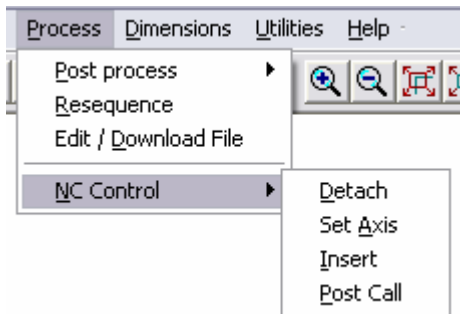 Process Dimensions Utilities Help
Post process
Resequence
Edit / Download File
NC Control
Detach
Set Axis
Insert
Post Call